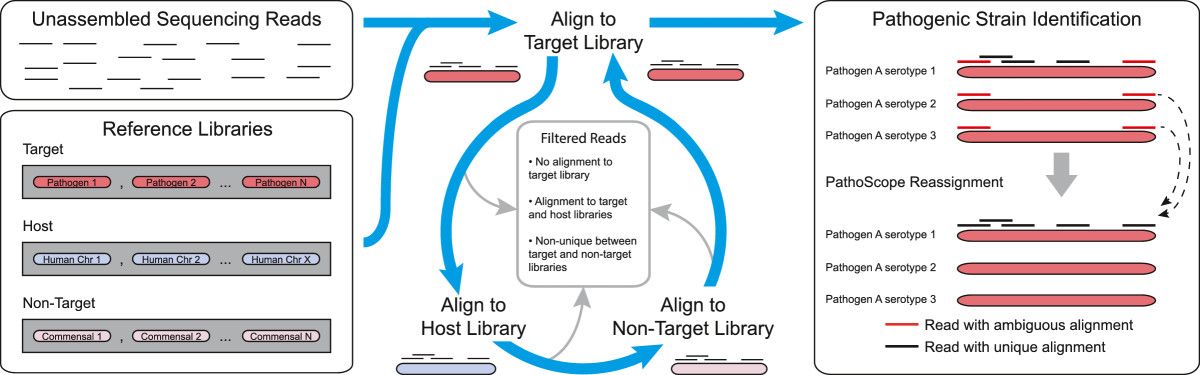 Unassembled Sequencing Reads
Reference Libraries
Target
Pathogen 1 , Pathogen 2 ... Pathogen N
Host
Human Chr 1 , Human Chr 2 ... Human Chr X
Non-Target
Commensal 1 , Commensal 2 ... Commensal N
Align to
Target Library
Filtered Reads
• No alignment to
target library
• Alignment to target
and host libraries
• Non-unique between
target and non-target
libraries
Align to
Host Library
Align to
Non-Target Library
Pathogenic Strain Identification
Pathogen A serotype 1
Pathogen A serotype 2
Pathogen A serotype 3
PathoScope Reassignment
Pathogen A serotype 1
Pathogen A serotype 2
Pathogen A serotype 3
Read with ambiguous alignment
Read with unique alignment